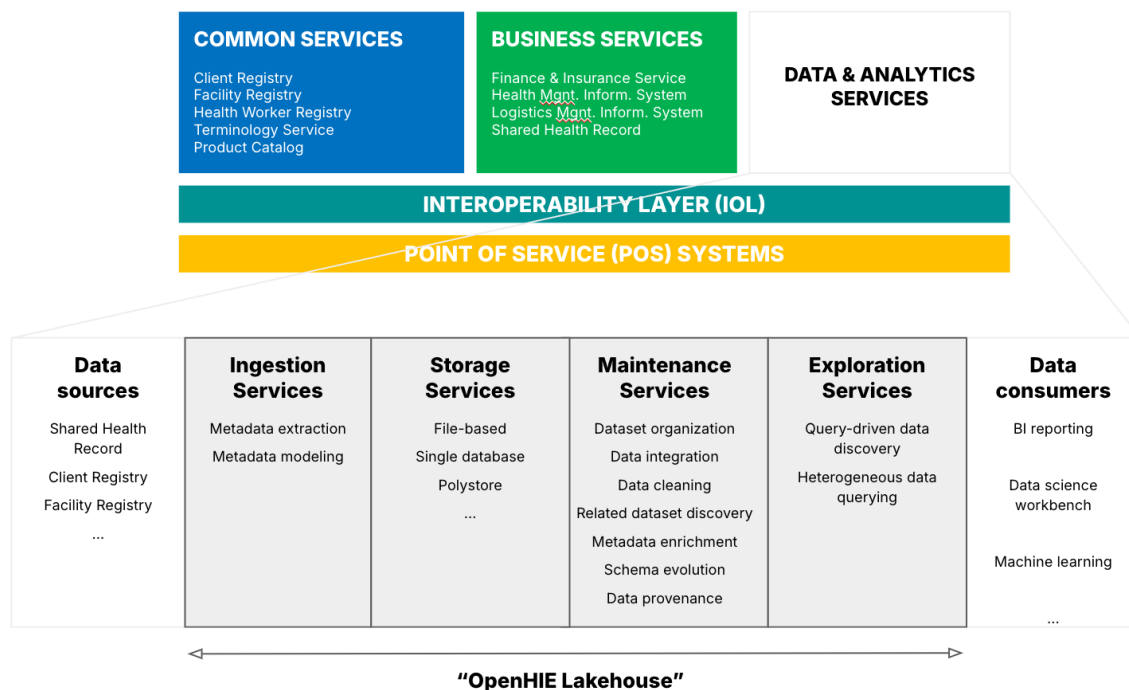 COMMON SERVICES
Client Registry
Facility Registry
Health Worker Registry
Terminology Service
Product Catalog
BUSINESS SERVICES
Finance & Insurance Service
Health Mgnt. Inform. System
Logistics Mgnt. Inform. System
Shared Health Record
DATA & ANALYTICS
SERVICES
INTEROPERABILITY LAYER (IOL)
POINT OF SERVICE (POS) SYSTEMS
Data
sources
Shared Health
Record
Client Registry
Facility Registry
...
Ingestion
Services
Metadata extraction
Metadata modeling
Storage
Services
File-based
Single database
Polystore
...
Maintenance
Services
Dataset organization
Data integration
Data cleaning
Related dataset discovery
Metadata enrichment
Schema evolution
Data provenance
Exploration
Services
Query-driven data
discovery
Heterogeneous data
querying
Data
consumers
BI reporting
Data science
workbench
Machine learning
...
“OpenHIE Lakehouse”